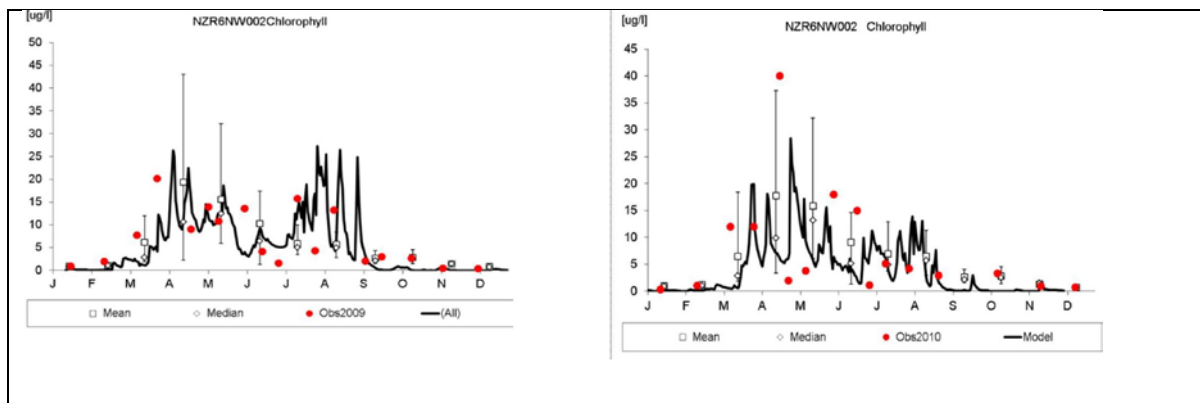 [ug/l]
NZR6NW002Chlorophyll
50
45
40
35
30
25
20
15
10
5
0
J F M A M J J A S O N D
Mean Median Obs2009 (All)
[ug/l]
NZR6NW002 Chlorophyll
45
40
35
30
25
20
15
10
5
0
J F M A M J J A S O N D
Mean Median Obs2010 Model